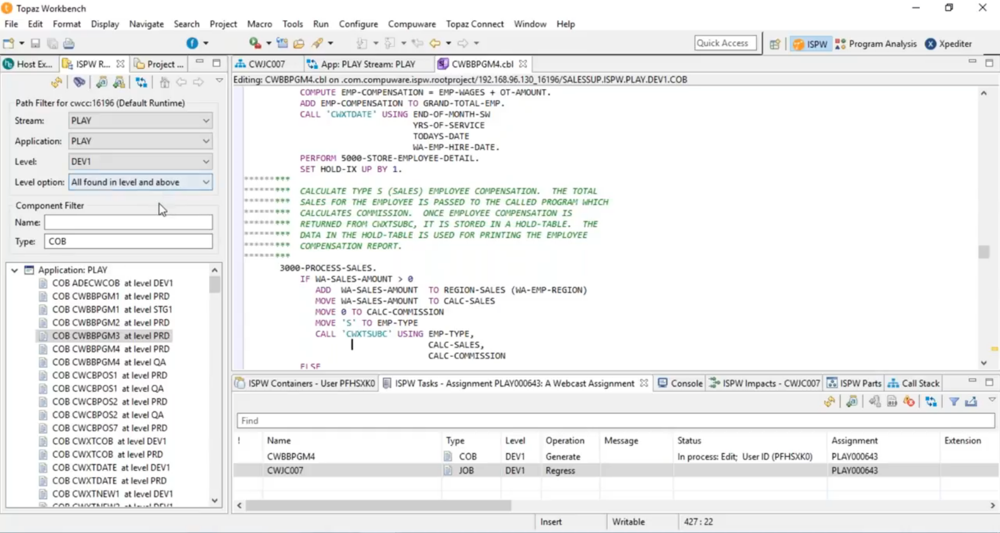 Topaz Workbench
File Edit Format Display Navigate Search Project Macro Tools Run Configure Compuware Topaz Connect Window Help
Quick Access ISPW Program Analysis Xpediter
Host Ex... ISPW R... Project ...
Path Filter for cwcc:16196 (Default Runtime)
Stream: PLAY
Application: PLAY
Level: DEV1
Level option: All found in level and above
Component Filter
Name:
Type: COB
Application: PLAY
COB ADECWCOB at level DEV1
COB CWBBPGM1 at level PRD
COB CWBBPGM1 at level STG1
COB CWBBPGM2 at level PRD
COB CWBBPGM3 at level PRD
COB CWBBPGM4 at level PRD
COB CWBBPGM4 at level QA
COB CWCBPOS1 at level PRD
COB CWCBPOS1 at level QA
COB CWCBPOS2 at level PRD
COB CWCBPOS2 at level QA
COB CWCBPOS7 at level PRD
COB CWXTCOB at level DEV1
COB CWXTCOB at level PRD
COB CWXTDATE at level DEV1
COB CWXTDATE at level PRD
COB CWXTNEW1 at level DEV1
COB CWXTNEW2 at level DEV1
CWJC007 App: PLAY Stream: PLAY CWBBPGM4.cbl
Editing: CWBBPGM4.cbl on .com.compuware.ispw.rootproject/192.168.96.130_16196/SALESSUP.ISPW.PLAY.DEV1.COB
COMPUTE EMP-COMPENSATION = EMP-WAGES + OT-AMOUNT.
ADD EMP-COMPENSATION TO GRAND-TOTAL-EMP.
CALL 'CWXTDATE' USING END-OF-MONTH-SW
YRS-OF-SERVICE
TODAYS-DATE
WA-EMP-HIRE-DATE.
PERFORM 5000-STORE-EMPLOYEE-DETAIL.
SET HOLD-IX UP BY 1.
*********
********* CALCULATE TYPE S (SALES) EMPLOYEE COMPENSATION. THE TOTAL
********* SALES FOR THE EMPLOYEE IS PASSED TO THE CALLED PROGRAM WHICH
********* CALCULATES COMMISSION. ONCE EMPLOYEE COMPENSATION IS
********* RETURNED FROM CWXTSUBC, IT IS STORED IN A HOLD-TABLE. THE
********* DATA IN THE HOLD-TABLE IS USED FOR PRINTING THE EMPLOYEE
********* COMPENSATION REPORT.
*********
3000-PROCESS-SALES.
IF WA-SALES-AMOUNT > 0
ADD WA-SALES-AMOUNT TO REGION-SALES (WA-EMP-REGION)
MOVE WA-SALES-AMOUNT TO CALC-SALES
MOVE 0 TO CALC-COMMISSION
MOVE 'S' TO EMP-TYPE
CALL 'CWXTSUBC' USING EMP-TYPE,
CALC-SALES,
CALC-COMMISSION
ELSE
ISPW Containers - User PFHSXK0 ISPW Tasks - Assignment PLAY000643: A Webcast Assignment Console ISPW Impacts - CWJC007 ISPW Parts Call Stack
Find
! Name Type Level Operation Message Status Assignment Extension
CWBBPGM4 COB DEV1 Generate In process: Edit; User ID (PFHSXK0) PLAY000643
CWJC007 JOB DEV1 Regress PLAY000643
Insert Writable 427 : 22